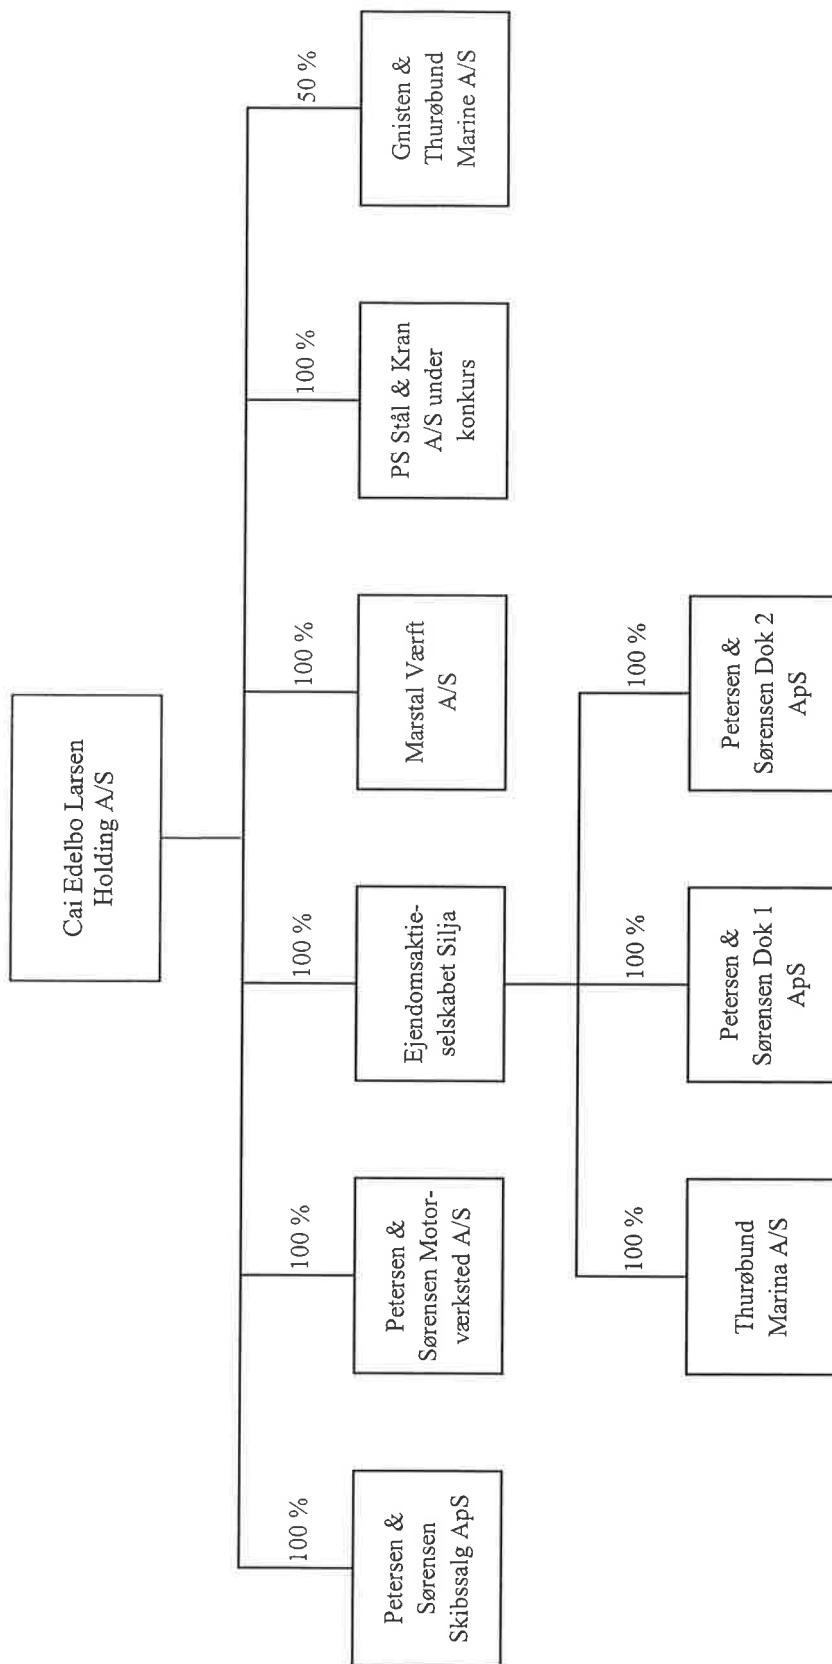 Cai Edelbo Larsen
Holding A/S
100 %
100 %
100 %
100 %
100 %
50 %
Petersen &
Sørensen
Skibssalg ApS
Petersen &
Sørensen Motor-
værksted A/S
Ejendomsaktie-
selskabet Silja
Marstal Værft
A/S
PS Stål & Kran
A/S under
konkurs
Gnisten &
Thurøbund
Marine A/S
100 %
100 %
100 %
Thurøbund
Marina A/S
Petersen &
Sørensen Dok 1
ApS
Petersen &
Sørensen Dok 2
ApS